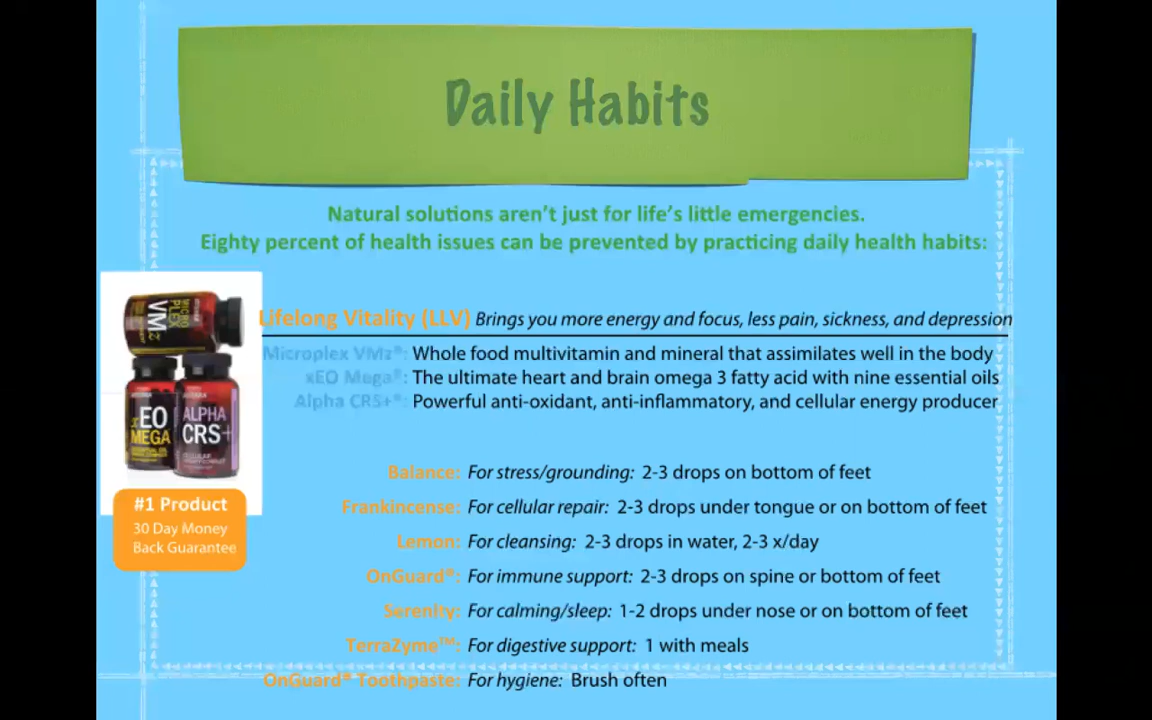 Daily Habits
Natural solutions aren't just for life's little emergencies.
Eighty percent of health issues can be prevented by practicing daily health habits:
Lifelong Vitality (LLV) Brings you more energy and focus, less pain, sickness, and depression
Microplex VMz®: Whole food multivitamin and mineral that assimilates well in the body
xEO Mega®: The ultimate heart and brain omega 3 fatty acid with nine essential oils
Alpha CRS+®: Powerful anti-oxidant, anti-inflammatory, and cellular energy producer
MICRO
PLEX
VMz
xEO
MEGA
ALPHA
CRS+
#1 Product
30 Day Money
Back Guarantee
Balance: For stress/grounding: 2-3 drops on bottom of feet
Frankincense: For cellular repair: 2-3 drops under tongue or on bottom of feet
Lemon: For cleansing: 2-3 drops in water, 2-3 x/day
OnGuard®: For immune support: 2-3 drops on spine or bottom of feet
Serenity: For calming/sleep: 1-2 drops under nose or on bottom of feet
TerraZyme™: For digestive support: 1 with meals
OnGuard® Toothpaste: For hygiene: Brush often